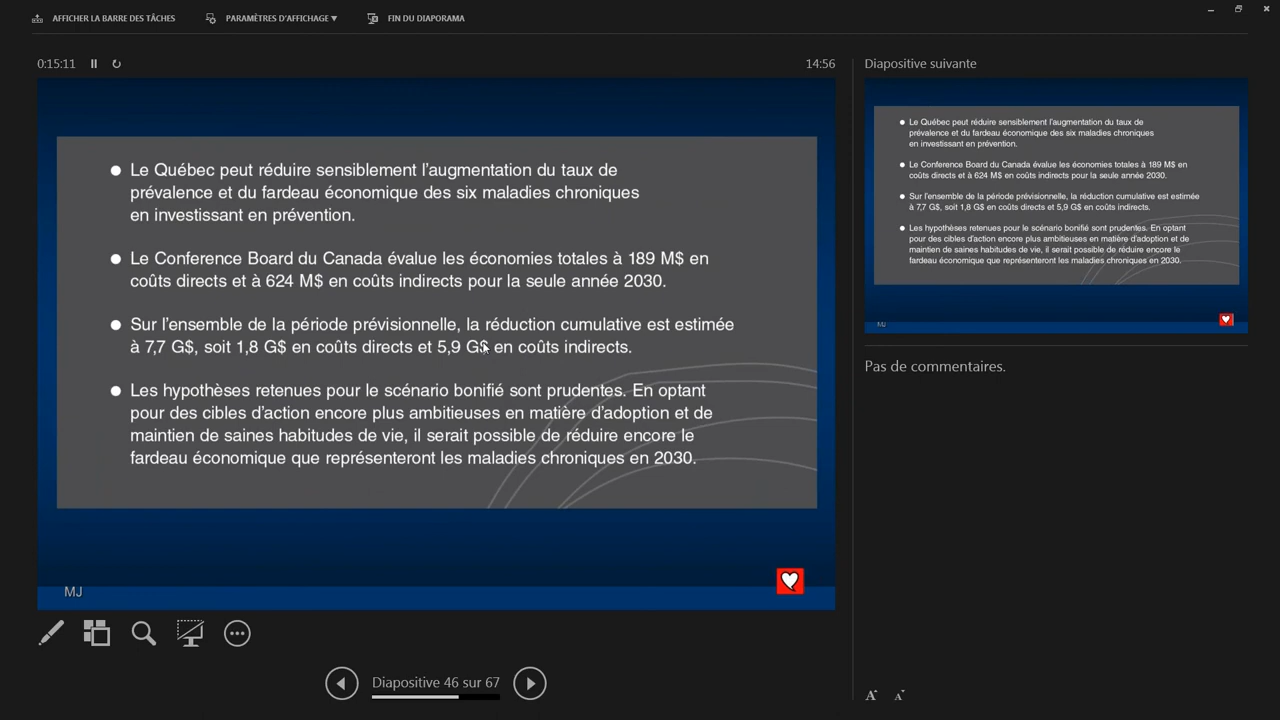 AFFICHER LA BARRE DES TÂCHES
PARAMÈTRES D'AFFICHAGE ▼
FIN DU DIAPORAMA
0:15:11
14:56
● Le Québec peut réduire sensiblement l’augmentation du taux de
prévalence et du fardeau économique des six maladies chroniques
en investissant en prévention.
● Le Conference Board du Canada évalue les économies totales à 189 M$ en
coûts directs et à 624 M$ en coûts indirects pour la seule année 2030.
● Sur l’ensemble de la période prévisionnelle, la réduction cumulative est estimée
à 7,7 G$, soit 1,8 G$ en coûts directs et 5,9 G$ en coûts indirects.
● Les hypothèses retenues pour le scénario bonifié sont prudentes. En optant
pour des cibles d’action encore plus ambitieuses en matière d’adoption et de
maintien de saines habitudes de vie, il serait possible de réduire encore le
fardeau économique que représenteront les maladies chroniques en 2030.
MJ
Diapositive 46 sur 67
Diapositive suivante
● Le Québec peut réduire sensiblement l’augmentation du taux de
prévalence et du fardeau économique des six maladies chroniques
en investissant en prévention.
● Le Conference Board du Canada évalue les économies totales à 189 M$ en
coûts directs et à 624 M$ en coûts indirects pour la seule année 2030.
● Sur l’ensemble de la période prévisionnelle, la réduction cumulative est estimée
à 7,7 G$, soit 1,8 G$ en coûts directs et 5,9 G$ en coûts indirects.
● Les hypothèses retenues pour le scénario bonifié sont prudentes. En optant
pour des cibles d’action encore plus ambitieuses en matière d’adoption et de
maintien de saines habitudes de vie, il serait possible de réduire encore le
fardeau économique que représenteront les maladies chroniques en 2030.
MJ
Pas de commentaires.
A A